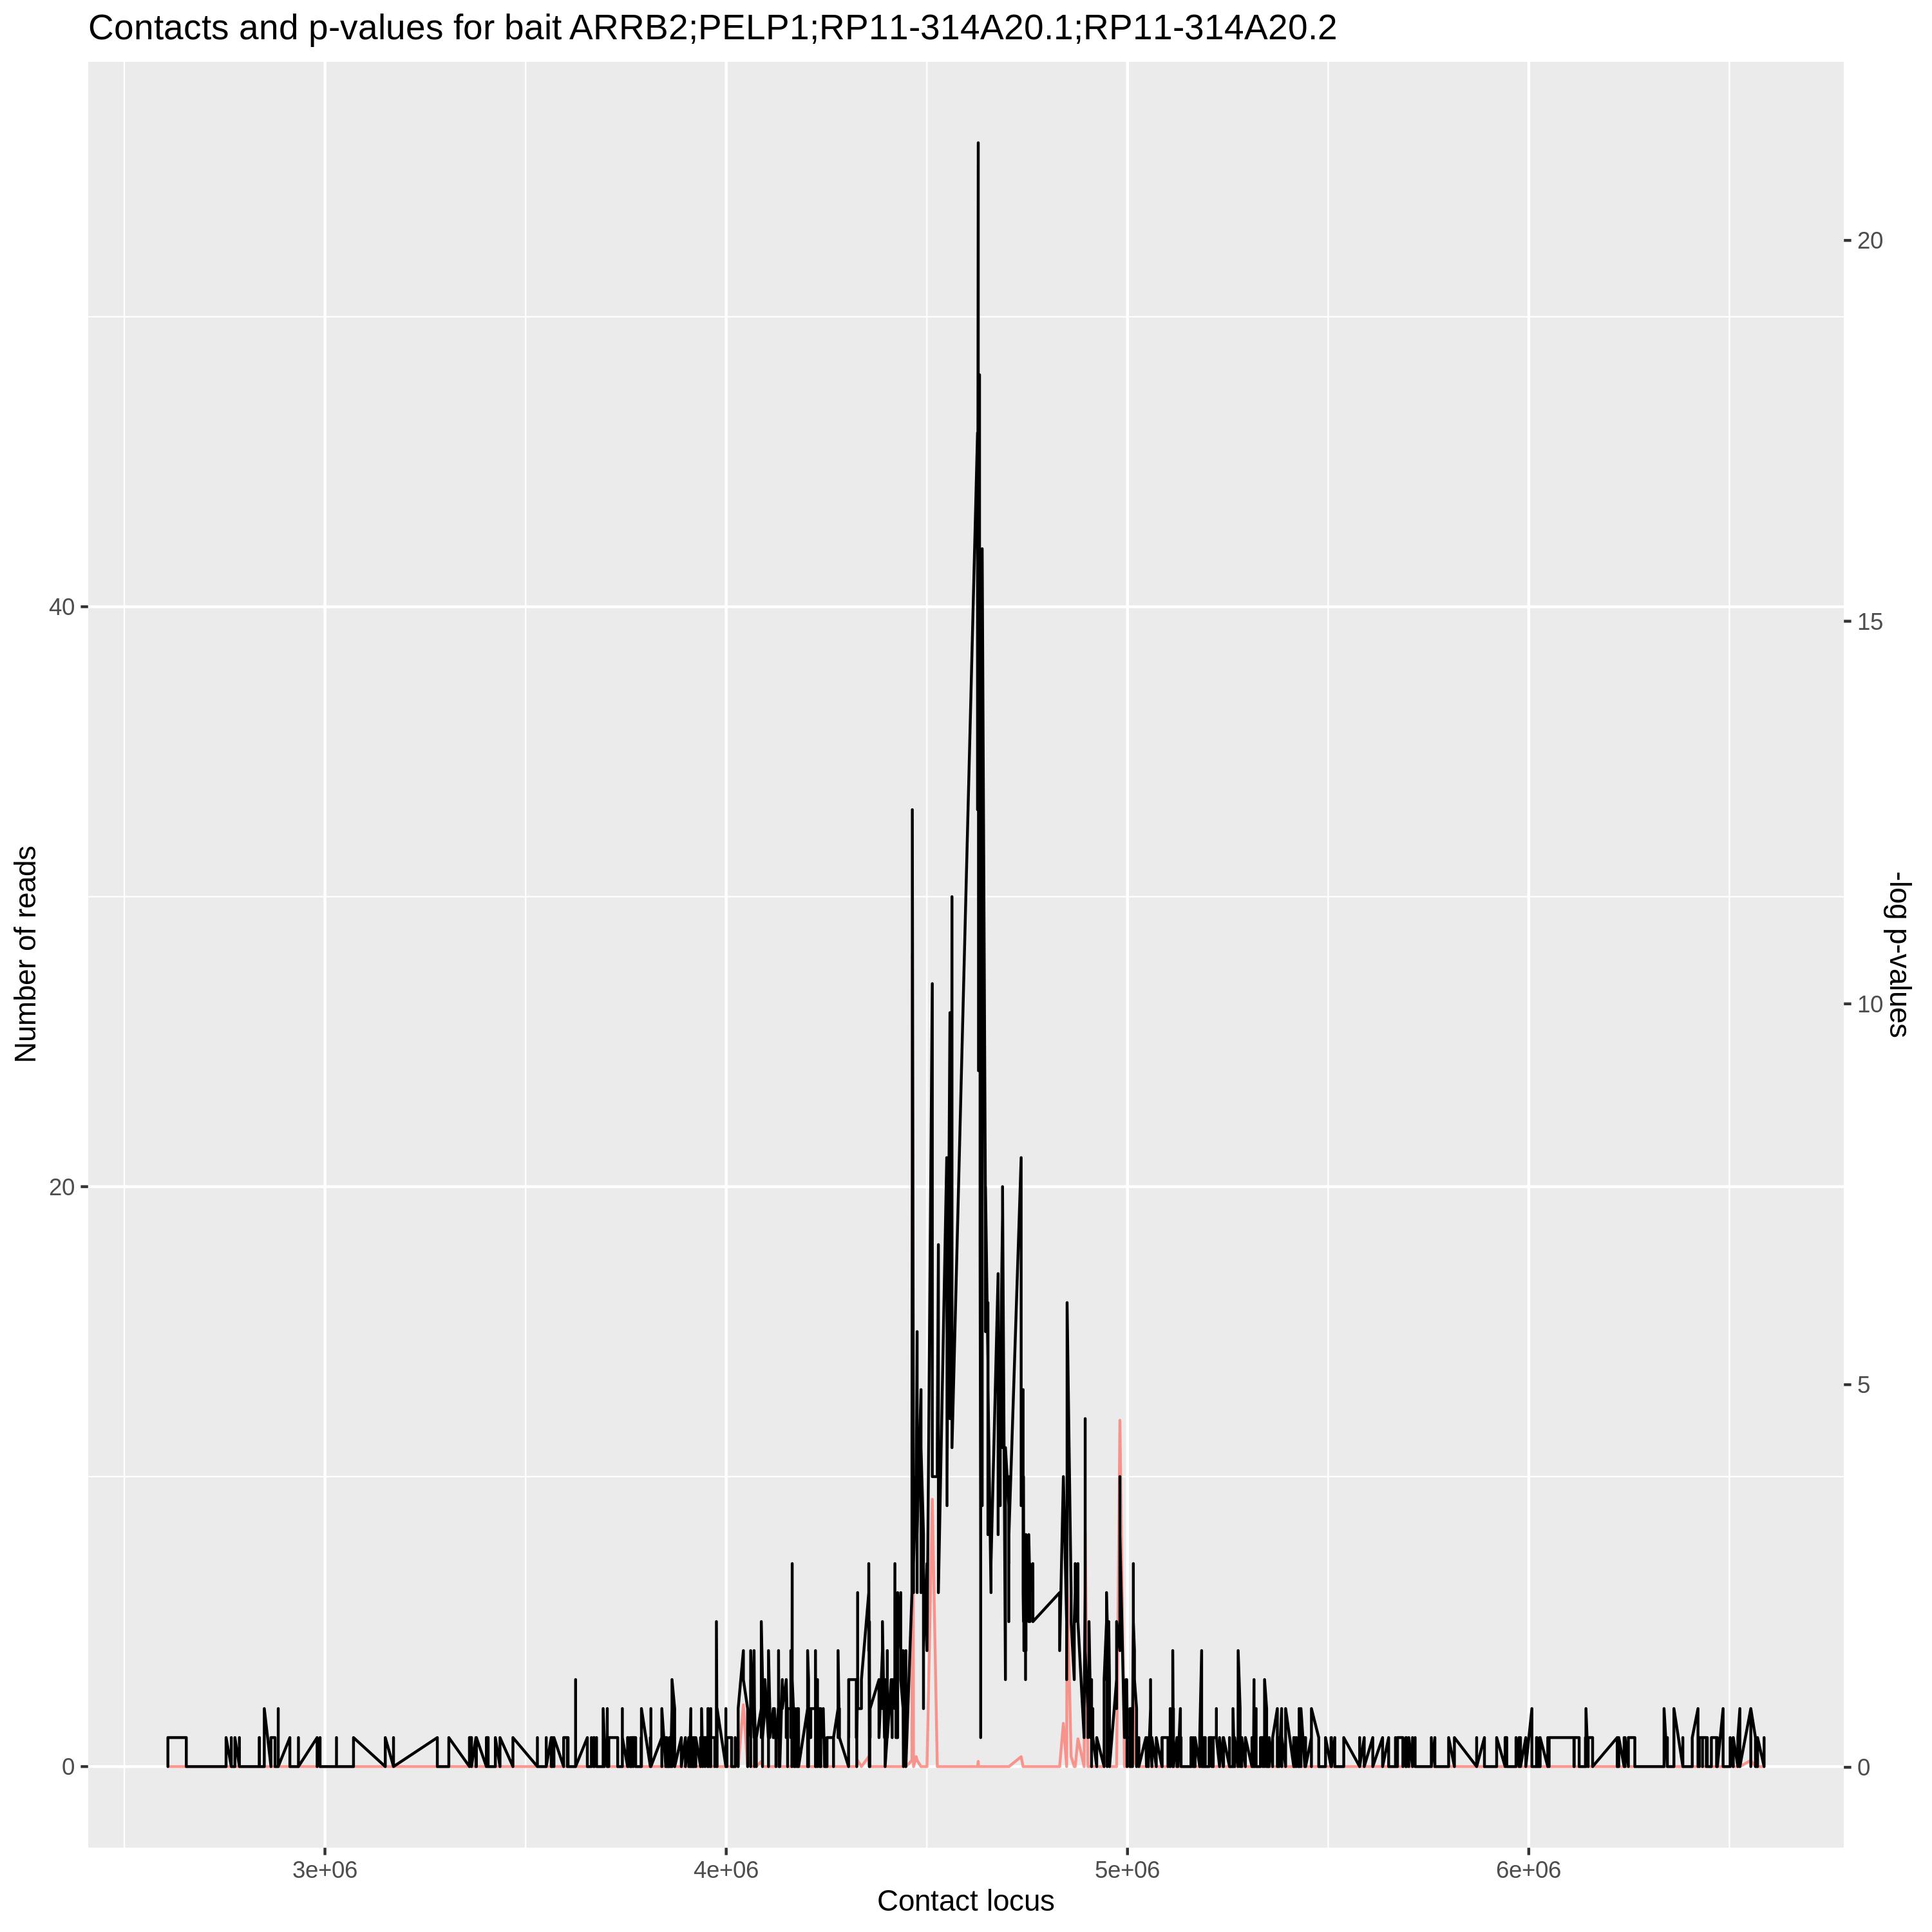 Contacts and p-values for bait ARRB2;PELP1;RP11-314A20.1;RP11-314A20.2
Number of reads
40
20
0
20
15
10
5
0
-log p-values
3e+06 4e+06 5e+06 6e+06
Contact locus